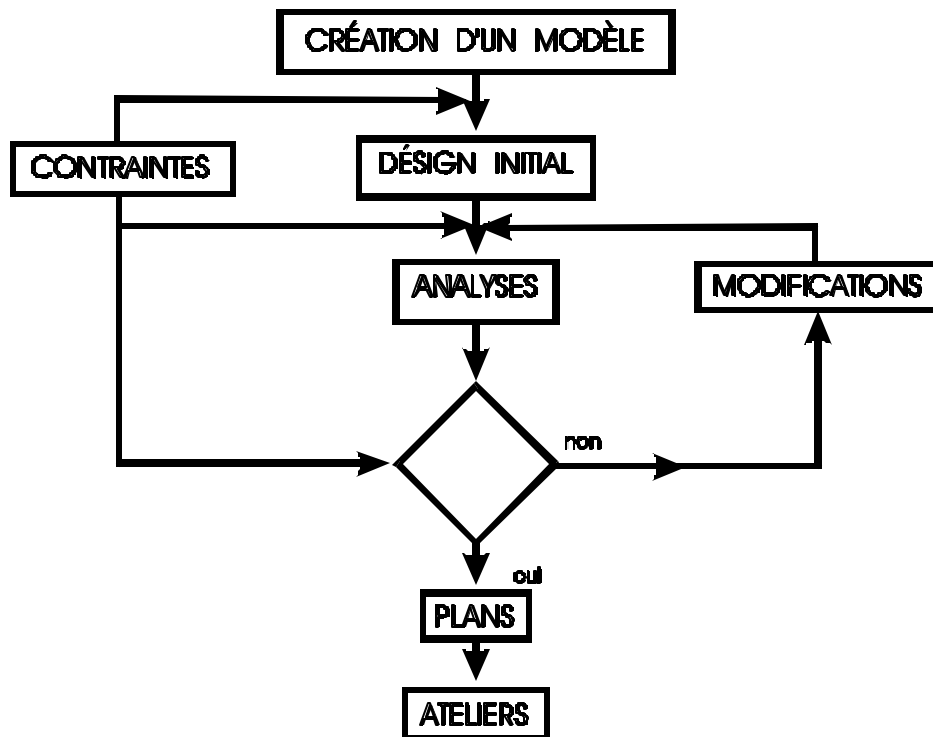 CRÉATION D'UN MODÈLE
CONTRAINTES
DÉSIGN INITIAL
ANALYSES
MODIFICATIONS
non
oui
PLANS
ATELIERS